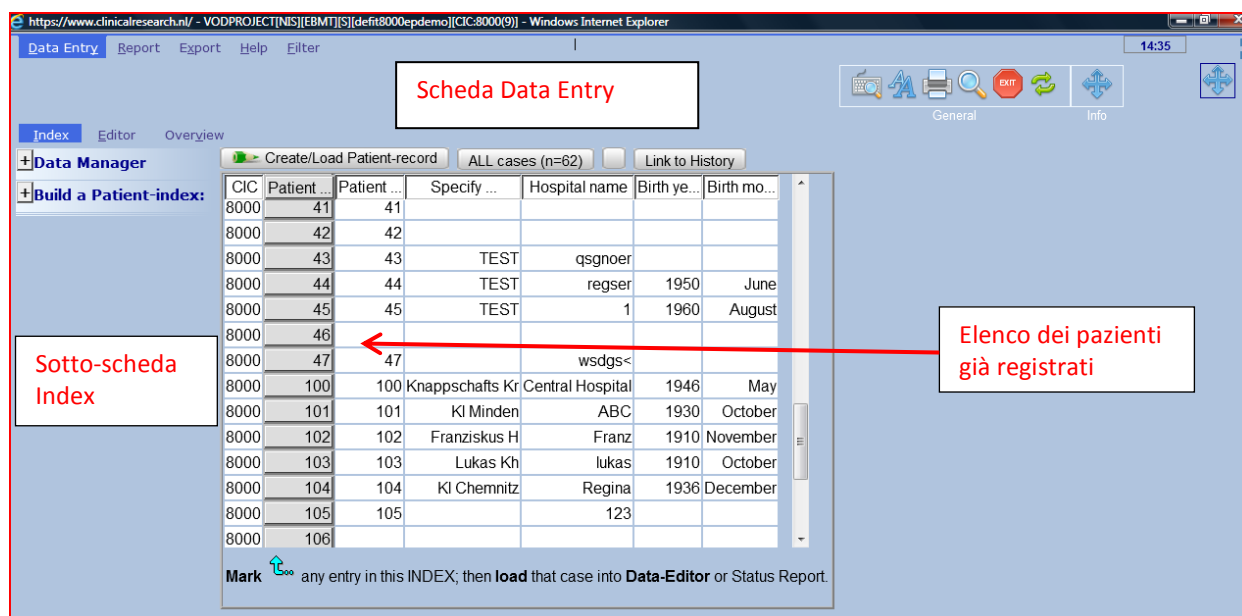 https://www.clinicalresearch.nl/ - VODPROJECT[NIS][EBMT][S][defit8000epdemo][CIC:8000(9)] - Windows Internet Explorer
Data Entry Report Export Help Filter
14:35
Scheda Data Entry
EXIT
General Info
Index Editor Overview
+Data Manager
+Build a Patient-index:
Create/Load Patient-record ALL cases (n=62) Link to History
CIC Patient ... Patient ... Specify ... Hospital name Birth ye... Birth mo...
8000 41 41
8000 42 42
8000 43 43 TEST qsgnoer
8000 44 44 TEST regser 1950 June
8000 45 45 TEST 1 1960 August
8000 46
8000 47 47 wsdgs<
8000 100 100 Knappschafts Kr Central Hospital 1946 May
8000 101 101 KI Minden ABC 1930 October
8000 102 102 Franziskus H Franz 1910 November
8000 103 103 Lukas Kh lukas 1910 October
8000 104 104 KI Chemnitz Regina 1936 December
8000 105 105 123
8000 106
Sotto-scheda
Index
Elenco dei pazienti
già registrati
Mark any entry in this INDEX; then load that case into Data-Editor or Status Report.